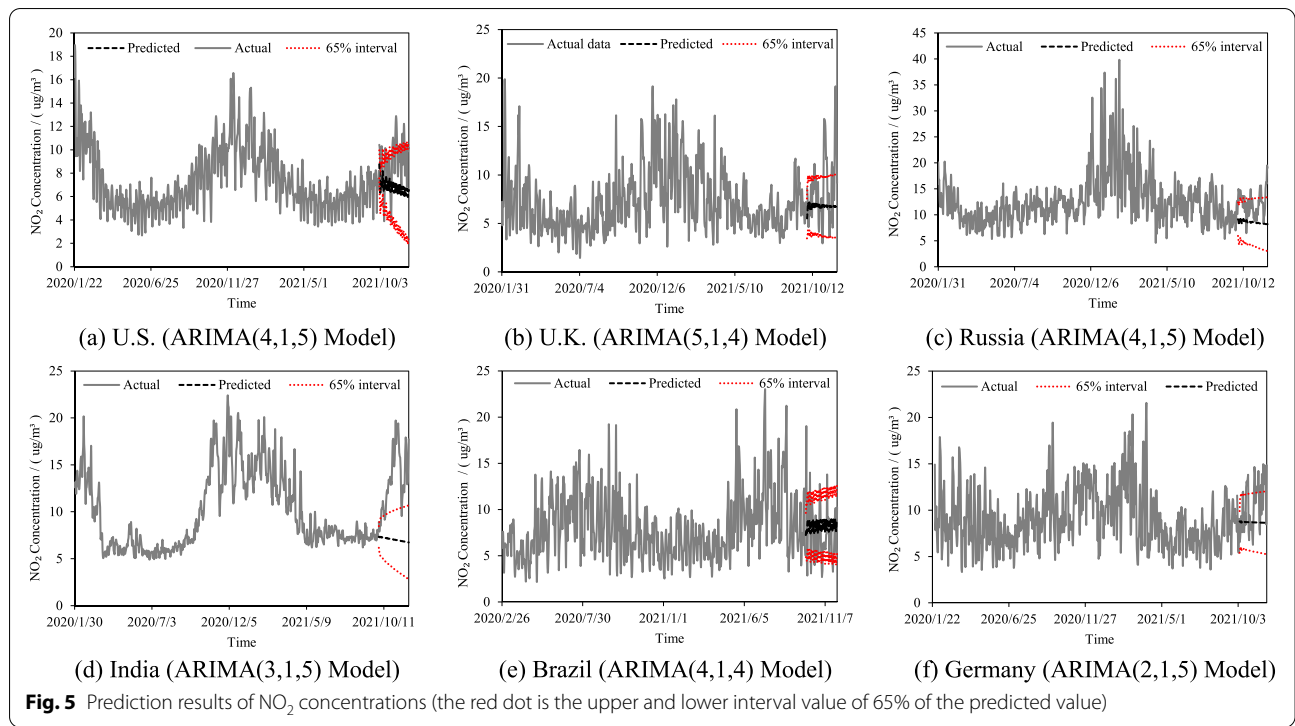 20
18
16
14
12
10
8
6
4
2
0
NO₂ Concentration / ( ug/m³ )
Predicted Actual 65% interval
2020/1/22 2020/6/25 2020/11/27 2021/5/1 2021/10/3
Time
(a) U.S. (ARIMA(4,1,5) Model)
25
20
15
10
5
0
NO₂ Concentration / ( ug/m³ )
Actual data Predicted 65% interval
2020/1/31 2020/7/4 2020/12/6 2021/5/10 2021/10/12
Time
(b) U.K. (ARIMA(5,1,4) Model)
45
40
35
30
25
20
15
10
5
0
NO₂ Concentration / ( ug/m³ )
Actual Predicted 65% interval
2020/1/31 2020/7/4 2020/12/6 2021/5/10 2021/10/12
Time
(c) Russia (ARIMA(4,1,5) Model)
25
20
15
10
5
0
NO₂ Concentration / ( ug/m³ )
Actual Predicted 65% interval
2020/1/30 2020/7/3 2020/12/5 2021/5/9 2021/10/11
Time
(d) India (ARIMA(3,1,5) Model)
25
20
15
10
5
0
NO₂ Concentration / ( ug/m³ )
Actual Predicted 65% interval
2020/2/26 2020/7/30 2021/1/1 2021/6/5 2021/11/7
Time
(e) Brazil (ARIMA(4,1,4) Model)
25
20
15
10
5
0
NO₂ Concentration / ( ug/m³ )
Actual 65% interval Predicted
2020/1/22 2020/6/25 2020/11/27 2021/5/1 2021/10/3
Time
(f) Germany (ARIMA(2,1,5) Model)
Fig. 5 Prediction results of NO₂ concentrations (the red dot is the upper and lower interval value of 65% of the predicted value)